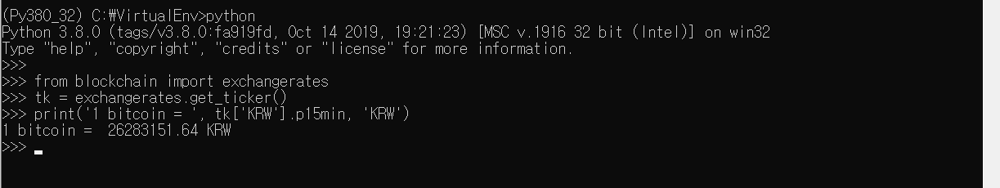 (Py380_32) C:₩VirtualEnv>python
Python 3.8.0 (tags/v3.8.0:fa919fd, Oct 14 2019, 19:21:23) [MSC v.1916 32 bit (Intel)] on win32
Type "help", "copyright", "credits" or "license" for more information.
>>>
>>> from blockchain import exchangerates
>>> tk = exchangerates.get_ticker()
>>> print('1 bitcoin = ', tk['KRW'].p15min, 'KRW')
1 bitcoin =  26283151.64 KRW
>>>